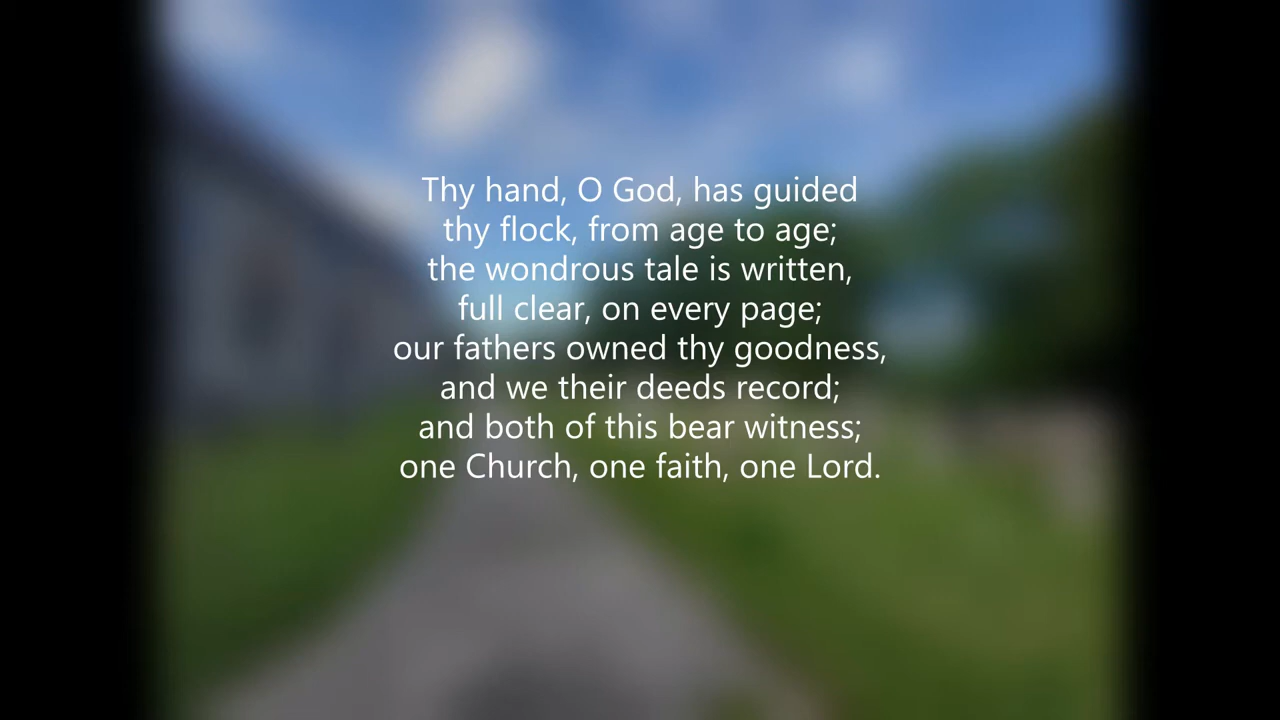 Thy hand, O God, has guided
thy flock, from age to age;
the wondrous tale is written,
full clear, on every page;
our fathers owned thy goodness,
and we their deeds record;
and both of this bear witness;
one Church, one faith, one Lord.